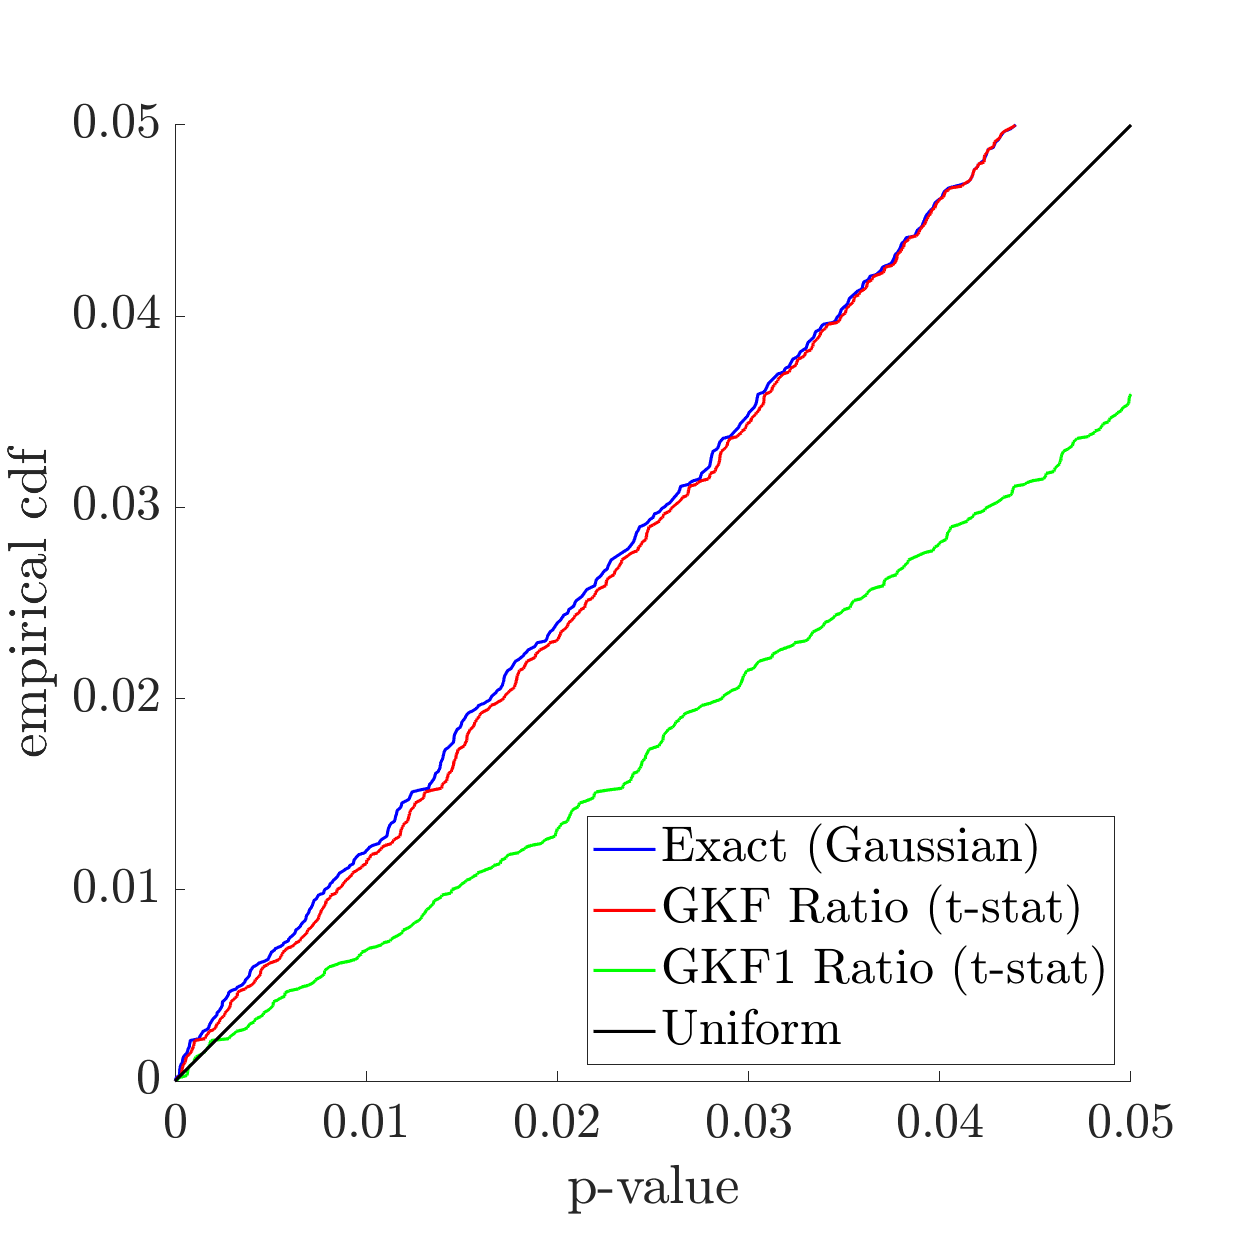 0.05
0.04
0.03
0.02
0.01
0
empirical cdf
Exact (Gaussian)
GKF Ratio (t-stat)
GKF1 Ratio (t-stat)
Uniform
0 0.01 0.02 0.03 0.04 0.05
p-value